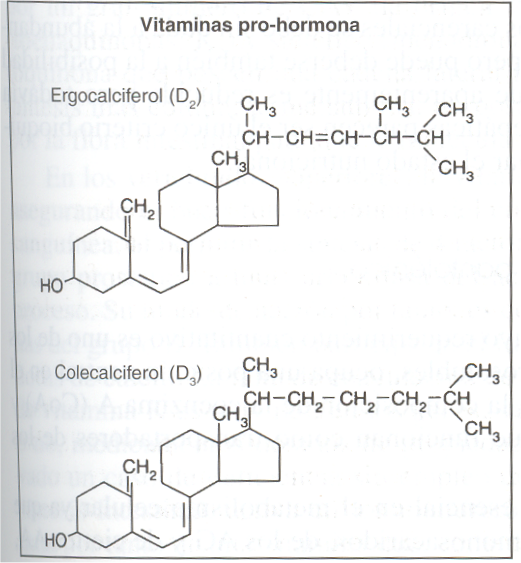 Vitaminas pro-hormona
Ergocalciferol (D2)
CH3 CH3 CH3
CH—CH=CH—CH—CH
CH3
CH3
CH2
HO
Colecalciferol (D3)
CH3 CH3
CH—CH2—CH2—CH2—CH
CH3
CH3
CH2
HO